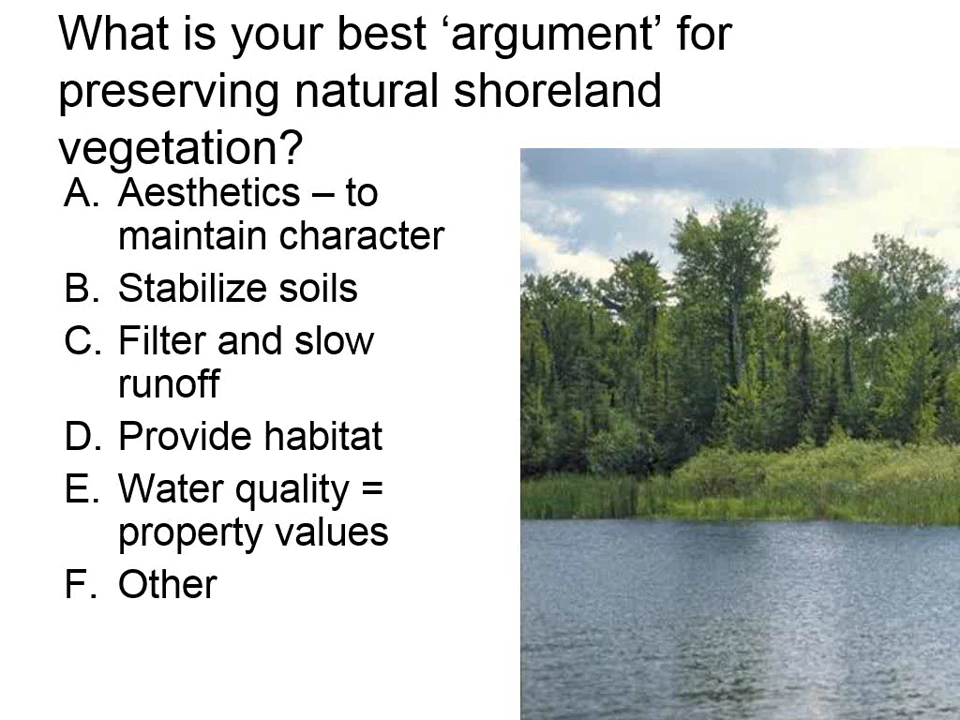 What is your best ‘argument’ for
preserving natural shoreland
vegetation?
A. Aesthetics – to
maintain character
B. Stabilize soils
C. Filter and slow
runoff
D. Provide habitat
E. Water quality =
property values
F. Other